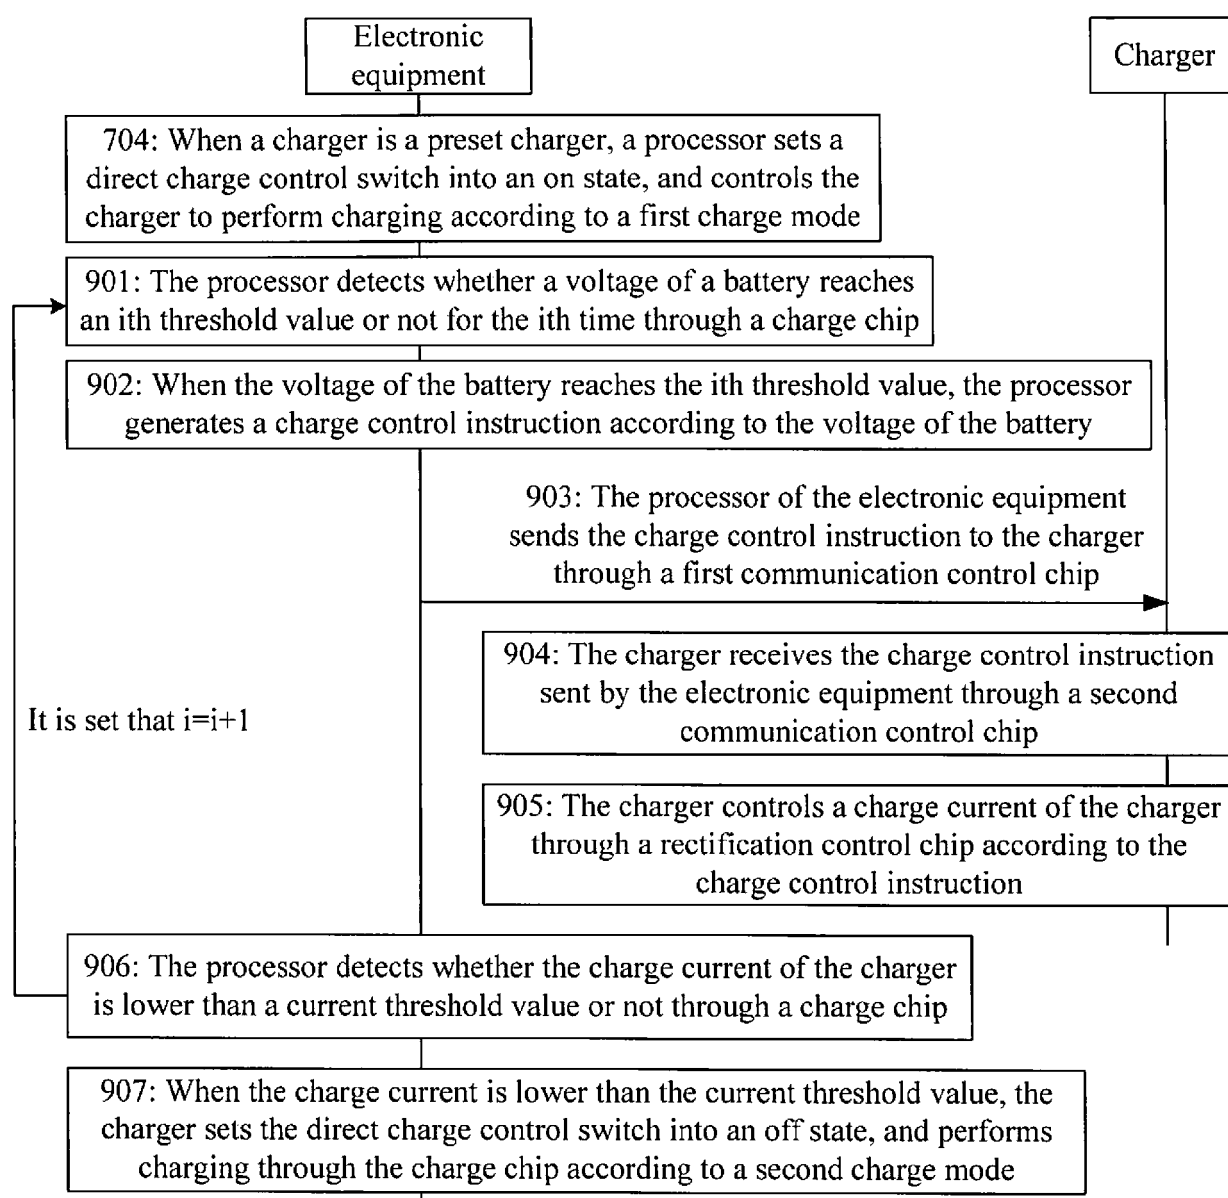 Electronic
equipment
Charger
704: When a charger is a preset charger, a processor sets a
direct charge control switch into an on state, and controls the
charger to perform charging according to a first charge mode
901: The processor detects whether a voltage of a battery reaches
an ith threshold value or not for the ith time through a charge chip
902: When the voltage of the battery reaches the ith threshold value, the processor
generates a charge control instruction according to the voltage of the battery
903: The processor of the electronic equipment
sends the charge control instruction to the charger
through a first communication control chip
904: The charger receives the charge control instruction
sent by the electronic equipment through a second
communication control chip
It is set that i=i+1
905: The charger controls a charge current of the charger
through a rectification control chip according to the
charge control instruction
906: The processor detects whether the charge current of the charger
is lower than a current threshold value or not through a charge chip
907: When the charge current is lower than the current threshold value, the
charger sets the direct charge control switch into an off state, and performs
charging through the charge chip according to a second charge mode